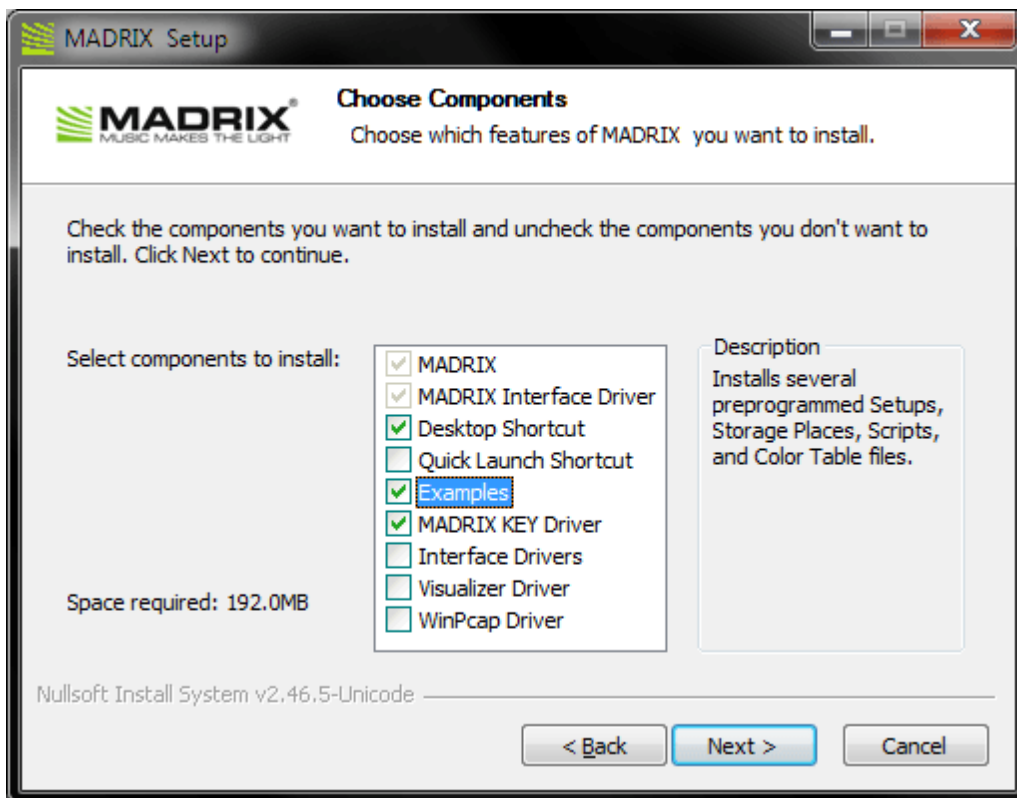 MADRIX Setup
MADRIX®
MUSIC MAKES THE LIGHT
Choose Components
Choose which features of MADRIX you want to install.
Check the components you want to install and uncheck the components you don't want to
install. Click Next to continue.
Select components to install:
MADRIX
MADRIX Interface Driver
Desktop Shortcut
Quick Launch Shortcut
Examples
MADRIX KEY Driver
Interface Drivers
Visualizer Driver
WinPcap Driver
Description
Installs several
preprogrammed Setups,
Storage Places, Scripts,
and Color Table files.
Space required: 192.0MB
Nullsoft Install System v2.46.5-Unicode
< Back
Next >
Cancel